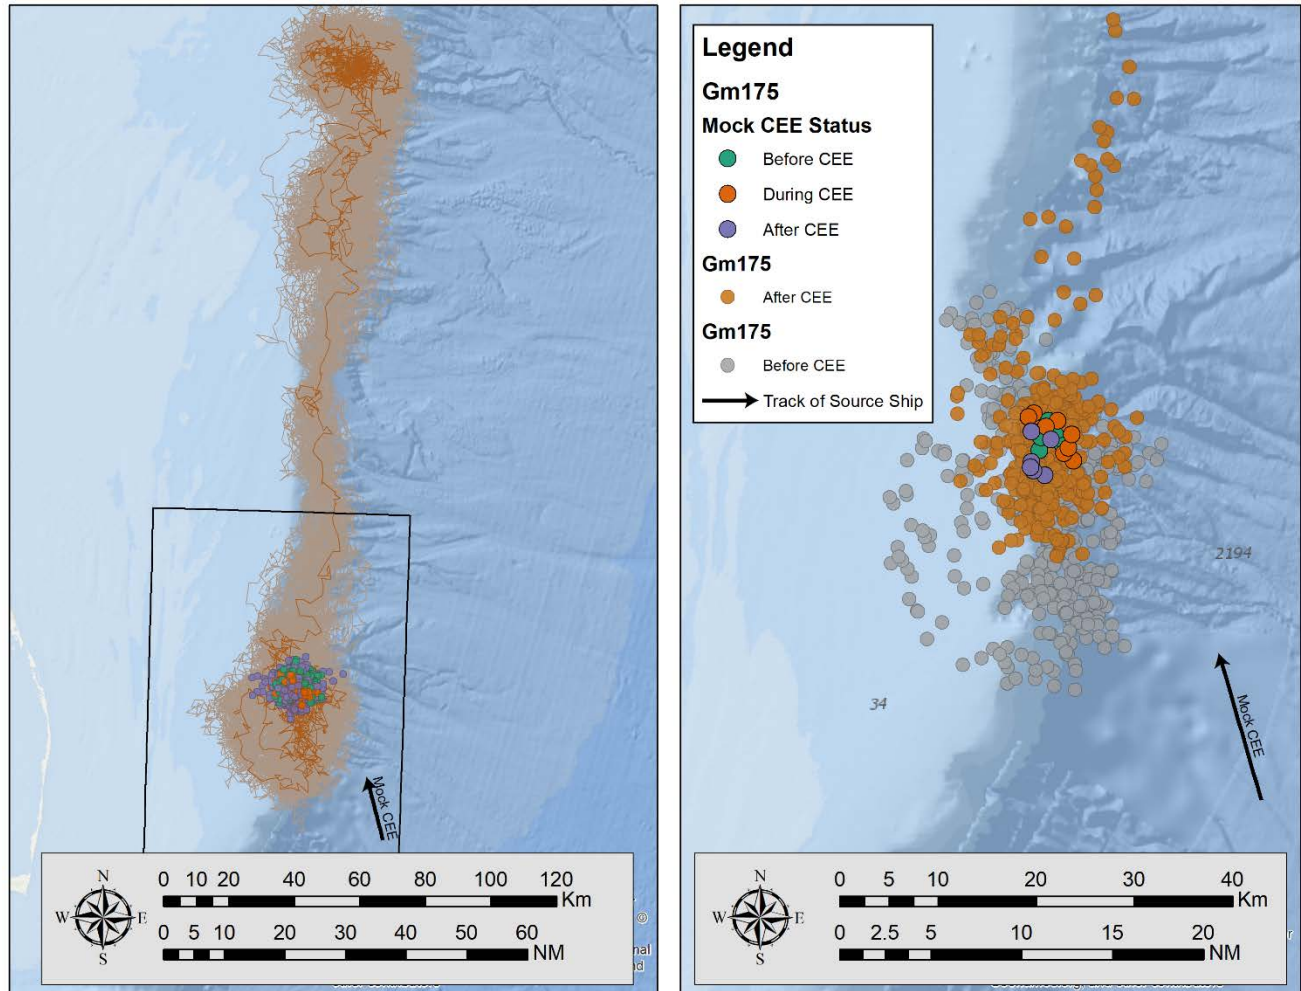 Mock CEE
N
W E
S
0 10 20 40 60 80 100 120
Km
0 5 10 20 30 40 50 60
NM
©
nal
Legend
Gm175
Mock CEE Status
Before CEE
During CEE
After CEE
Gm175
After CEE
Gm175
Before CEE
Track of Source Ship
2194
34
Mock CEE
N
W E
S
0 5 10 20 30 40
Km
0 2.5 5 10 15 20
NM
r